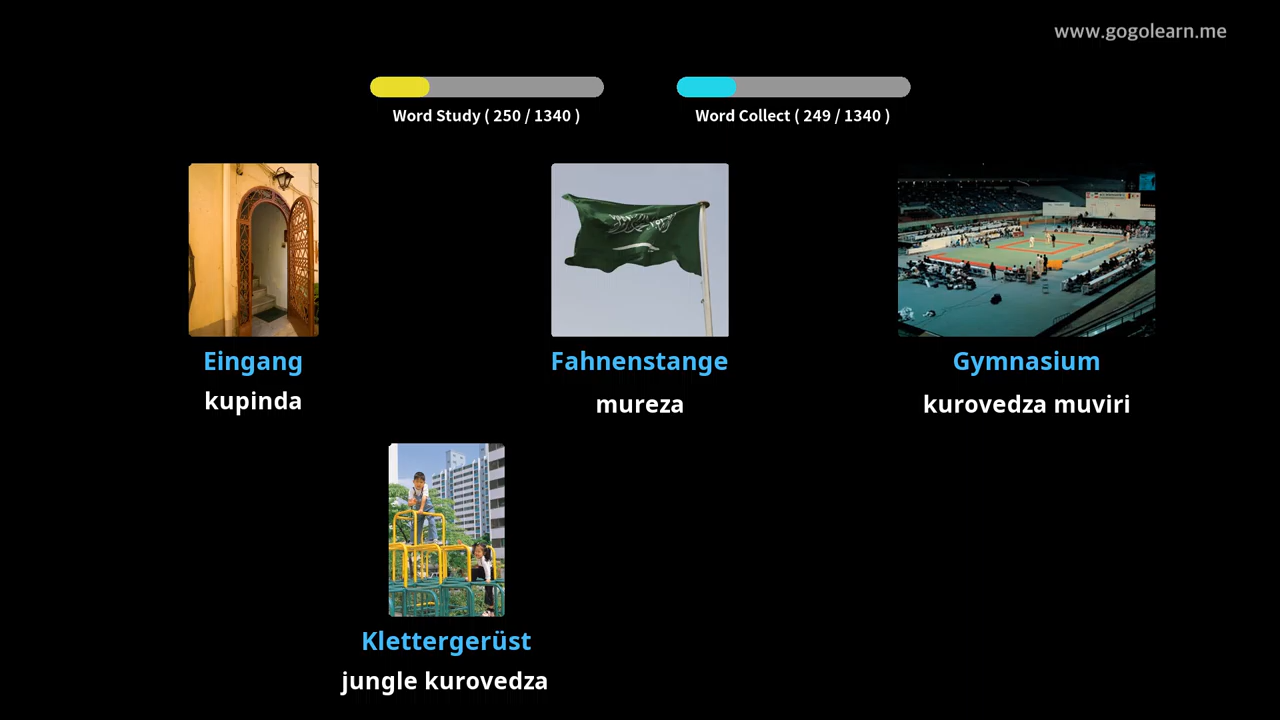 www.gogolearn.me
Word Study ( 250 / 1340 )
Word Collect ( 249 / 1340 )
Eingang
kupinda
Fahnenstange
mureza
Gymnasium
kurovedza muviri
Klettergerüst
jungle kurovedza